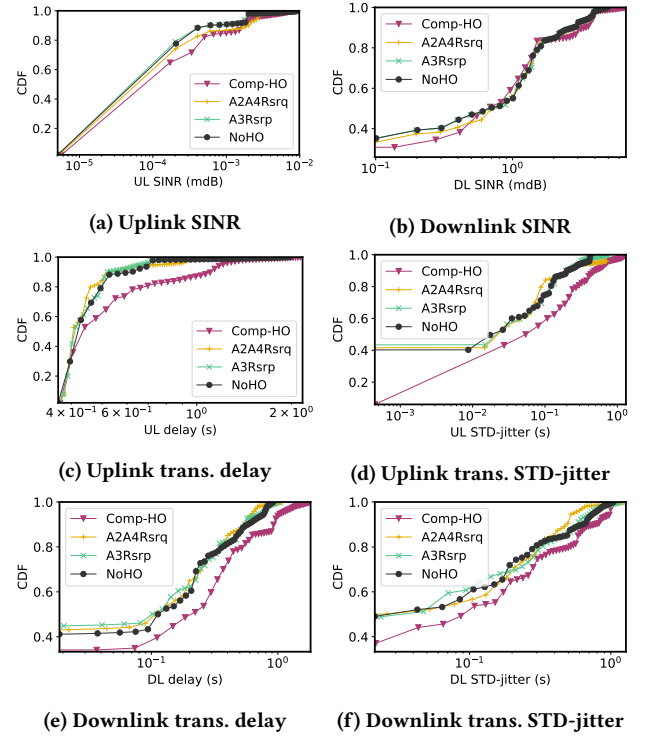 1.0
0.8
0.6
0.4
0.2
CDF
Comp-HO
A2A4Rsrq
A3Rsrp
NoHO
10⁻⁵
10⁻⁴
10⁻³
10⁻²
UL SINR (mdB)
(a) Uplink SINR
1.0
0.8
0.6
0.4
CDF
Comp-HO
A2A4Rsrq
A3Rsrp
NoHO
10⁻¹
10⁰
DL SINR (mdB)
(b) Downlink SINR
1.0
0.8
0.6
0.4
0.2
CDF
Comp-HO
A2A4Rsrq
A3Rsrp
NoHO
4 × 10⁻¹
6 × 10⁻¹
10⁰
2 × 10⁰
UL delay (s)
(c) Uplink trans. delay
1.0
0.8
0.6
0.4
0.2
CDF
Comp-HO
A2A4Rsrq
A3Rsrp
NoHO
10⁻³
10⁻²
10⁻¹
10⁰
UL STD-jitter (s)
(d) Uplink trans. STD-jitter
1.0
0.8
0.6
0.4
CDF
Comp-HO
A2A4Rsrq
A3Rsrp
NoHO
10⁻¹
10⁰
DL delay (s)
(e) Downlink trans. delay
1.0
0.8
0.6
0.4
CDF
Comp-HO
A2A4Rsrq
A3Rsrp
NoHO
10⁻¹
10⁰
DL STD-jitter (s)
(f) Downlink trans. STD-jitter